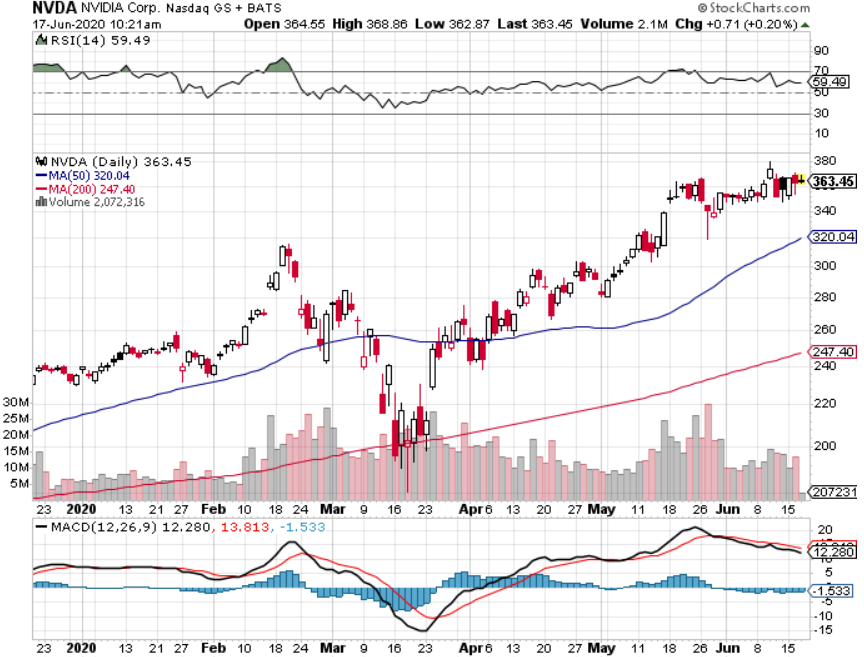 NVDA NVIDIA Corp. Nasdaq GS + BATS © StockCharts.com
17-Jun-2020 10:21am Open 364.55 High 368.86 Low 362.87 Last 363.45 Volume 2.1M Chg +0.71 (+0.20%)
RSI(14) 59.49
90
70
59.49
50
30
10
NVDA (Daily) 363.45
MA(50) 320.04
MA(200) 247.40
Volume 2,072,316
380
363.45
340
320.04
300
280
260
247.40
240
220
200
30M
25M
20M
15M
10M
5M
2072316
23 2020 13 21 27 Feb 10 18 24 Mar 9 16 23 Apr 6 13 20 27 May 11 18 26 Jun 8 15
MACD(12,26,9) 12.280, 13.813, -1.533
20
12.280
5
-1.533
-5
-10
-15
23 2020 13 21 27 Feb 10 18 24 Mar 9 16 23 Apr 6 13 20 27 May 11 18 26 Jun 8 15